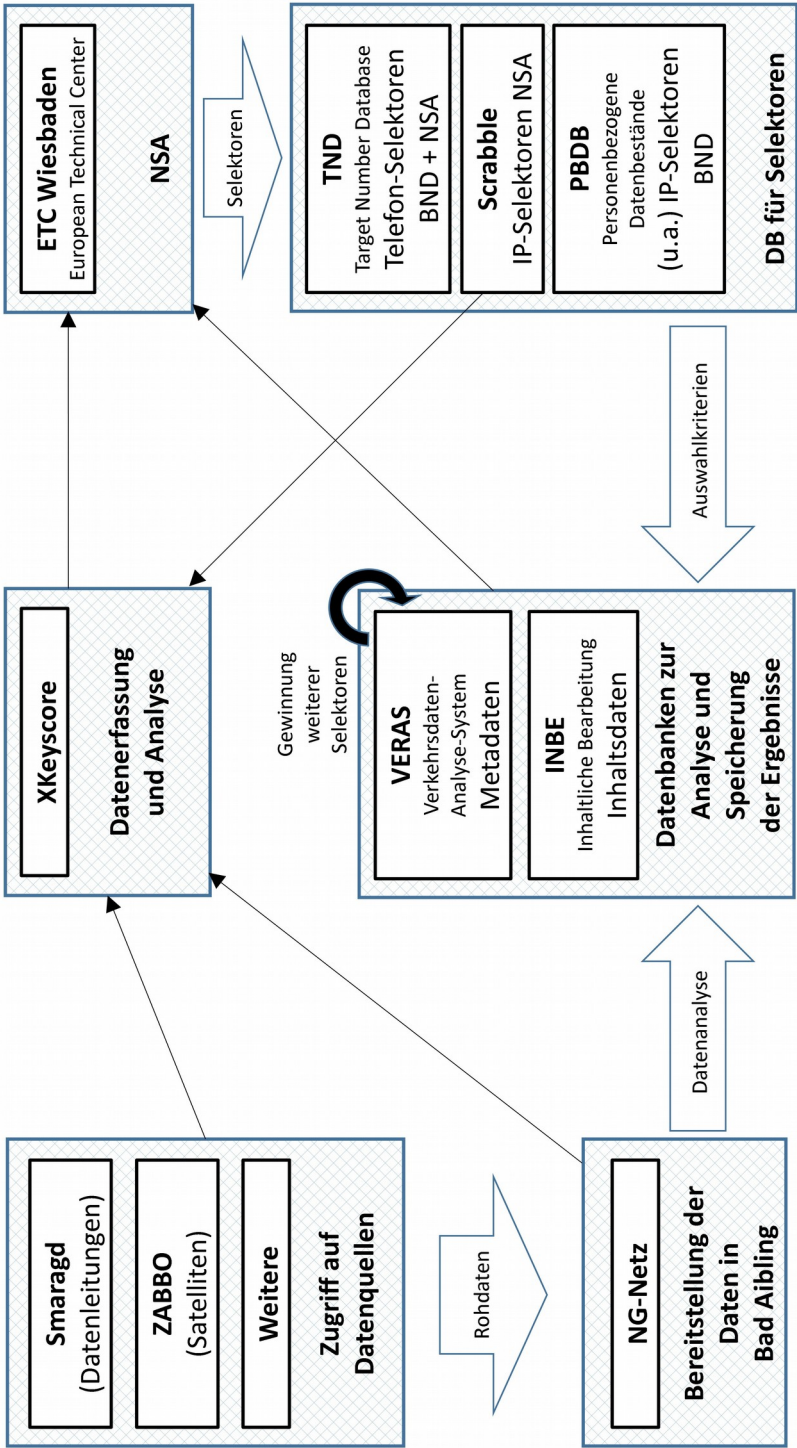 Smaragd
(Datenleitungen)
ZABBO
(Satelliten)
Weitere
Zugriff auf
Datenquellen
Rohdaten
NG-Netz
Bereitstellung der
Daten in
Bad Aibling
Datenanalyse
XKeyscore
Datenerfassung
und Analyse
Gewinnung
weiterer
Selektoren
VERAS
Verkehrsdaten-
Analyse-System
Metadaten
INBE
Inhaltliche Bearbeitung
Inhaltsdaten
Datenbanken zur
Analyse und
Speicherung
der Ergebnisse
Auswahlkriterien
ETC Wiesbaden
European Technical Center
NSA
Selektoren
TND
Target Number Database
Telefon-Selektoren
BND + NSA
Scrabble
IP-Selektoren NSA
PBDB
Personenbezogene
Datenbestände
(u.a.) IP-Selektoren
BND
DB für Selektoren